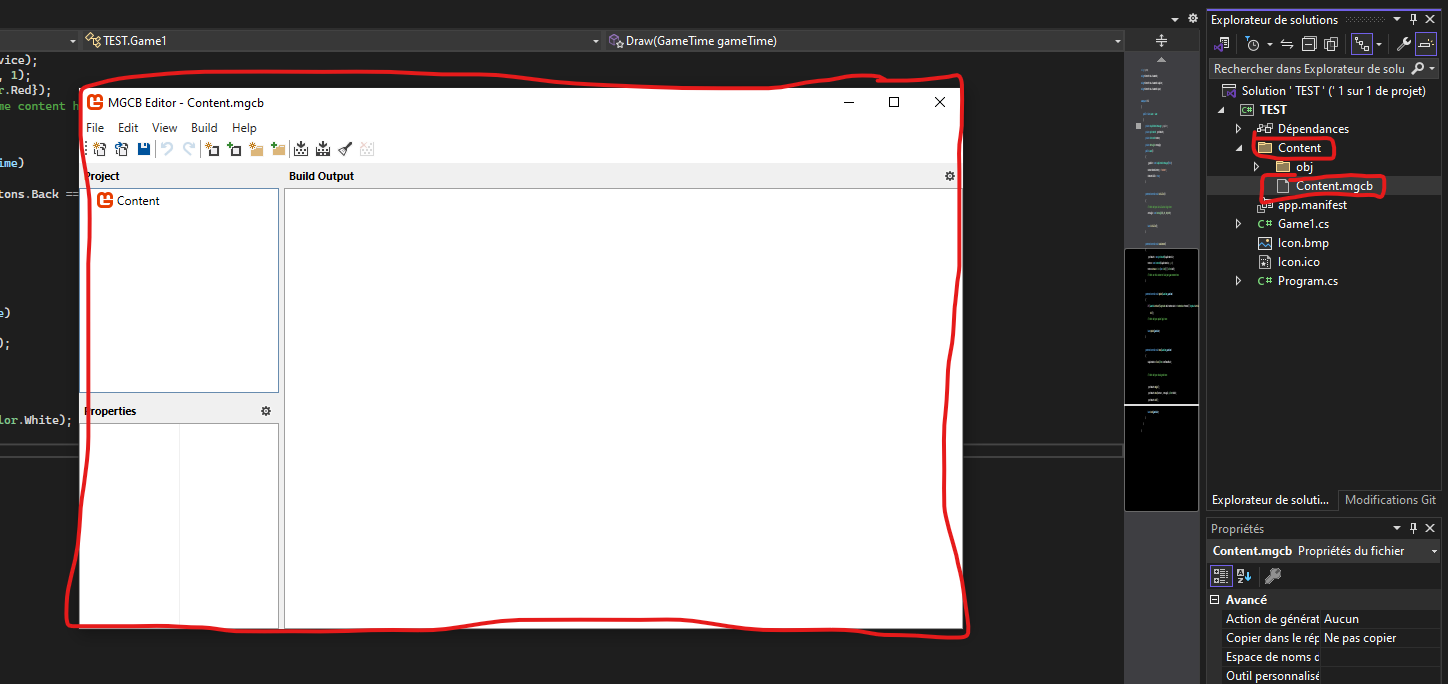 TEST.Game1
Draw(GameTime gameTime)
vice);
, 1);
r.Red});
me content h
ime)
tons.Back ==
e)
);
lor.White);
MGCB Editor - Content.mgcb
File Edit View Build Help
Project
Content
Build Output
Properties
Explorateur de solutions
Rechercher dans Explorateur de solu
Solution ' TEST ' (' 1 sur 1 de projet)
TEST
Dépendances
Content
obj
Content.mgcb
app.manifest
C# Game1.cs
Icon.bmp
Icon.ico
C# Program.cs
Explorateur de soluti...
Modifications Git
Propriétés
Content.mgcb Propriétés du fichier
Avancé
Action de générat Aucun
Copier dans le rép Ne pas copier
Espace de noms d
Outil personnalisé